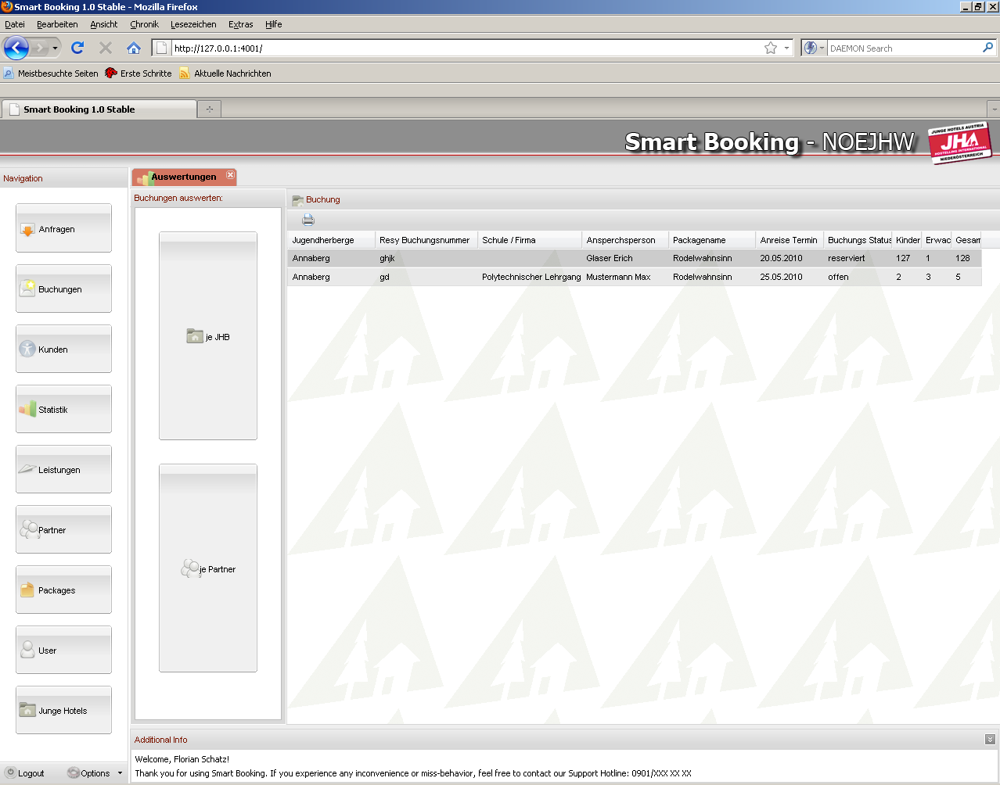 Smart Booking 1.0 Stable - Mozilla Firefox
Datei Bearbeiten Ansicht Chronik Lesezeichen Extras Hilfe
http://127.0.0.1:4001/
DAEMON Search
Meistbesuchte Seiten Erste Schritte Aktuelle Nachrichten
Smart Booking 1.0 Stable
Smart Booking - NOEJHW
JUNGE HOTELS AUSTRIA
JHA
HOSTELLING INTERNATIONAL
NIEDERÖSTERREICH
Navigation
Anfragen
Buchungen
Kunden
Statistik
Leistungen
Partner
Packages
User
Junge Hotels
Logout Options
Auswertungen
Buchungen auswerten:
je JHB
je Partner
Buchung
Jugendherberge Resy Buchungsnummer Schule / Firma Ansperchsperson Packagename Anreise Termin Buchungs Status Kinder Erwac Gesam
Annaberg ghjk Glaser Erich Rodelwahnsinn 20.05.2010 reserviert 127 1 128
Annaberg gd Polytechnischer Lehrgang Mustermann Max Rodelwahnsinn 25.05.2010 offen 2 3 5
Additional Info
Welcome, Florian Schatz!
Thank you for using Smart Booking. If you experience any inconvenience or miss-behavior, feel free to contact our Support Hotline: 0901/XXX XX XX